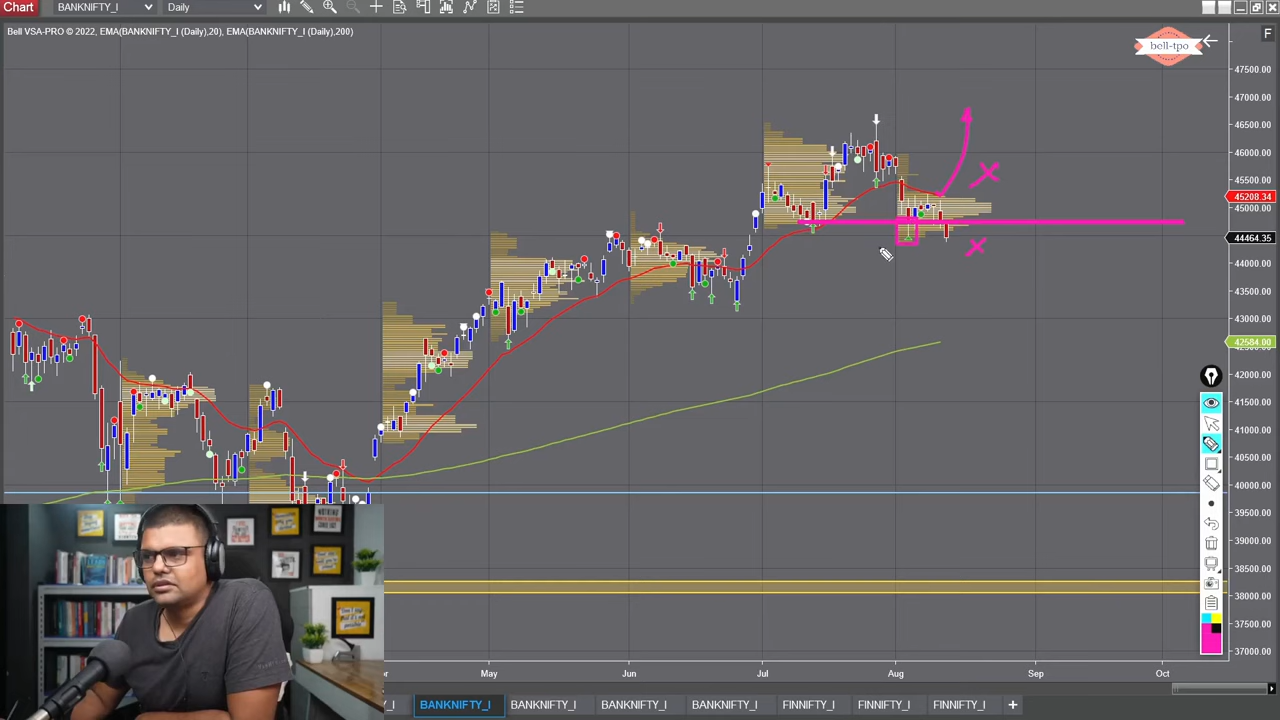 Chart
BANKNIFTY_I
Daily
F
Bell VSA-PRO © 2022, EMA(BANKNIFTY_I (Daily),20), EMA(BANKNIFTY_I (Daily),200)
bell-tpo
47500.00
47000.00
46500.00
46000.00
45500.00
45208.34
45000.00
44464.35
44000.00
43500.00
43000.00
42584.00
42000.00
41500.00
41000.00
40500.00
40000.00
39500.00
39000.00
38500.00
38000.00
37500.00
37000.00
May
Jun
Jul
Aug
Sep
Oct
Y_I
BANKNIFTY_I
BANKNIFTY_I
BANKNIFTY_I
BANKNIFTY_I
FINNIFTY_I
FINNIFTY_I
FINNIFTY_I